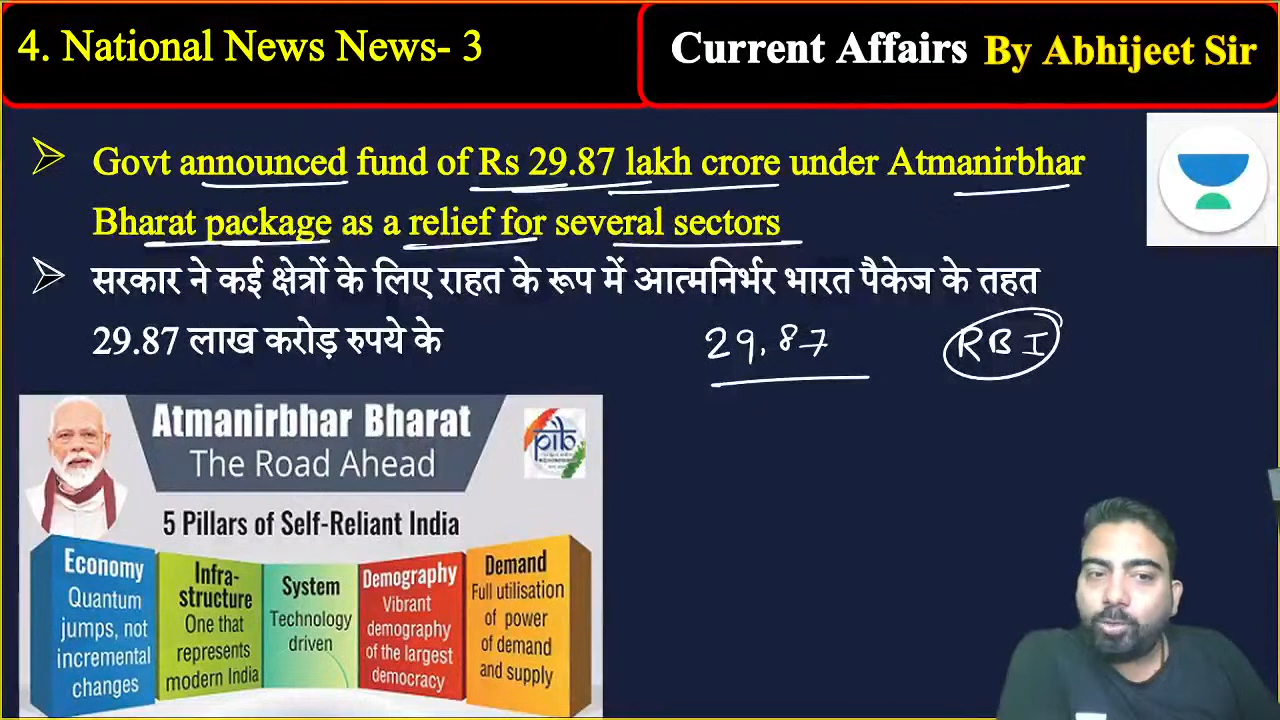 4. National News News- 3
Current Affairs By Abhijeet Sir
Govt announced fund of Rs 29.87 lakh crore under Atmanirbhar
Bharat package as a relief for several sectors
सरकार ने कई क्षेत्रों के लिए राहत के रूप में आत्मनिर्भर भारत पैकेज के तहत
29.87 लाख करोड़ रुपये के
29.87
RBI
Atmanirbhar Bharat
The Road Ahead
pib
5 Pillars of Self-Reliant India
Economy
Quantum
jumps, not
incremental
changes
Infra-
structure
One that
represents
modern India
System
Technology
driven
Demography
Vibrant
demography
of the largest
democracy
Demand
Full utilisation
of power
of demand
and supply